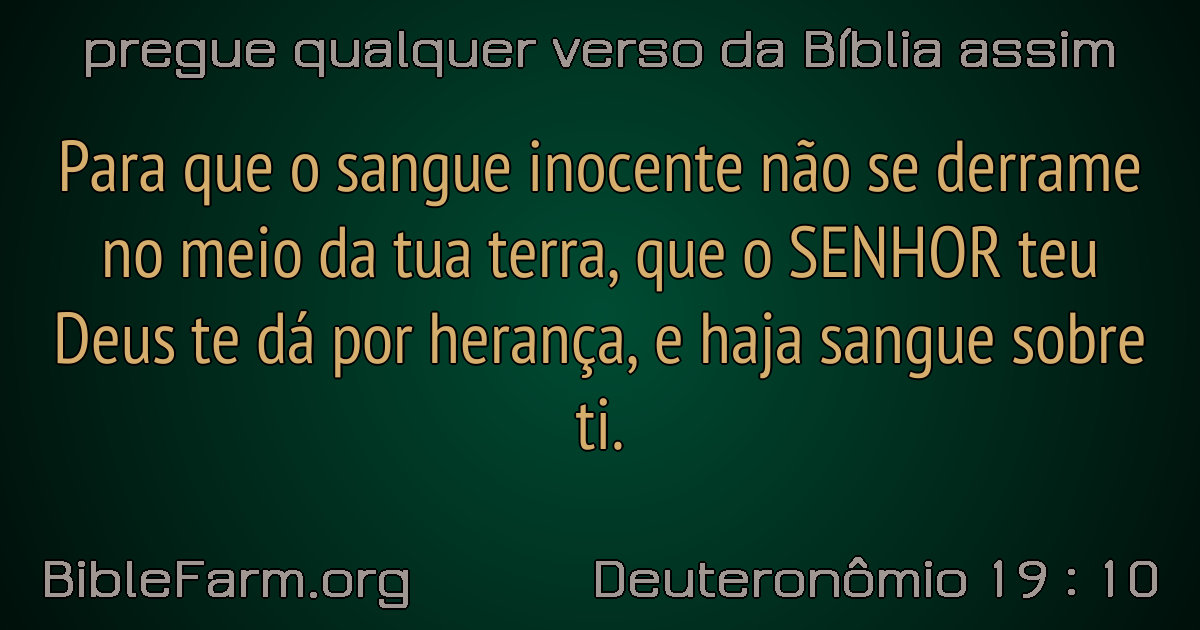 pregue qualquer verso da Bíblia assim
Para que o sangue inocente não se derrame
no meio da tua terra, que o SENHOR teu
Deus te dá por herança, e haja sangue sobre
ti.
BibleFarm.org
Deuteronômio 19 : 10